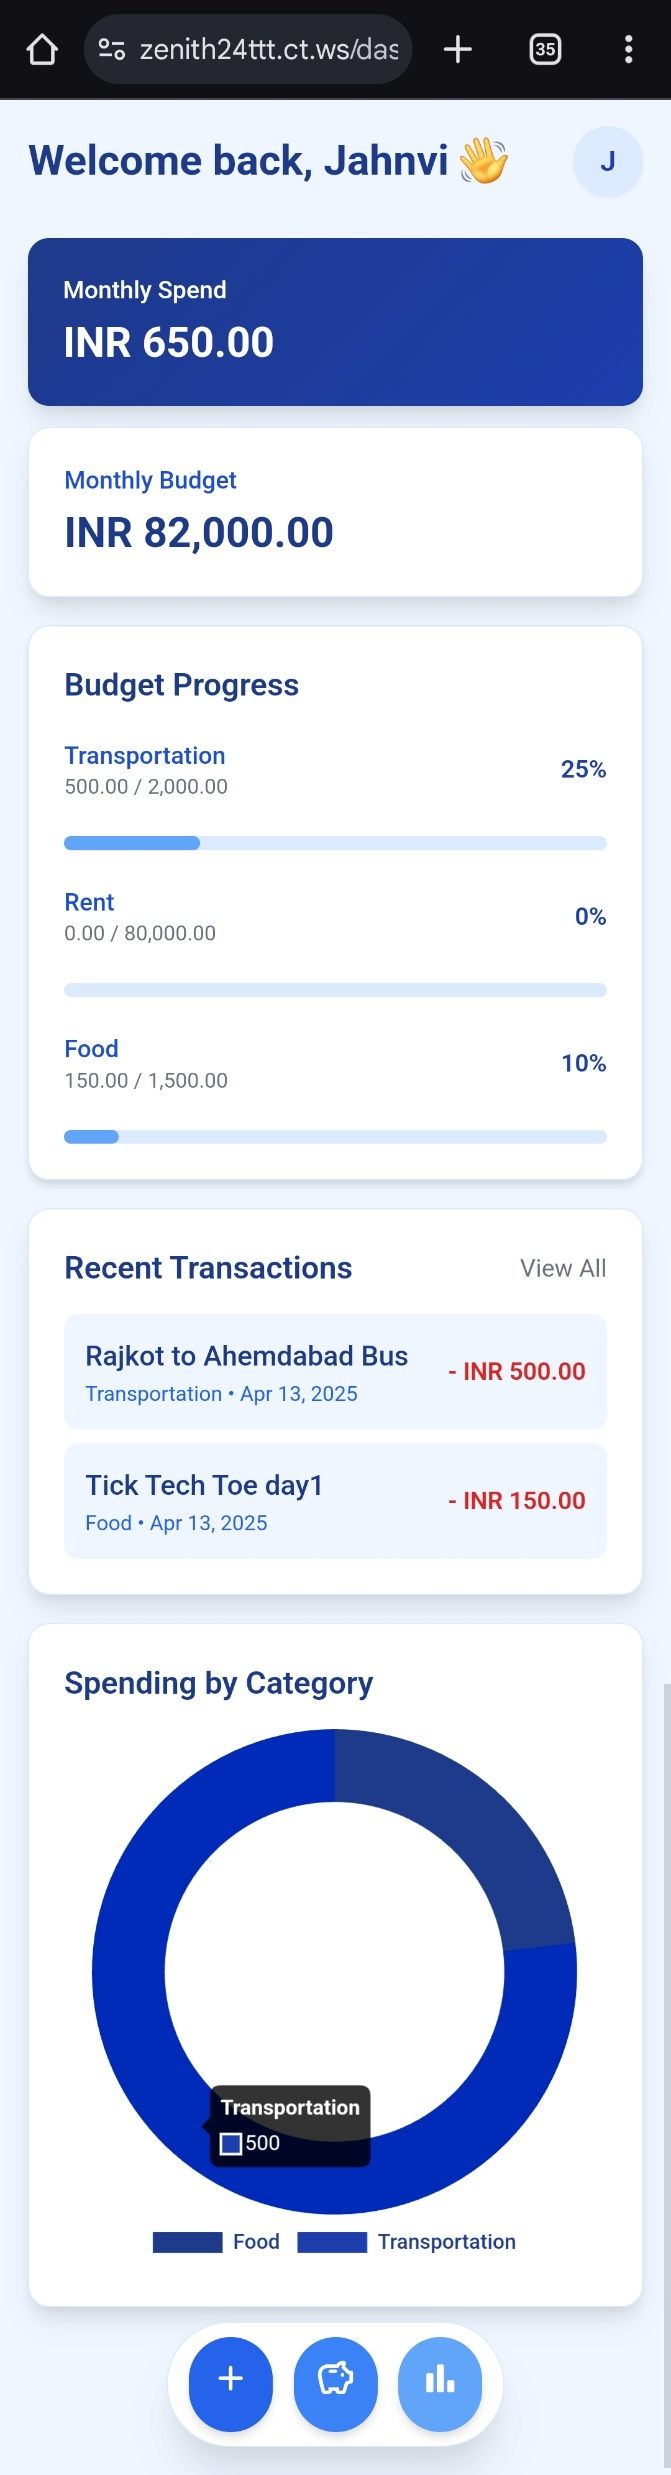 zenith24ttt.ct.ws/das
35
Welcome back, Jahnvi 👋
J
Monthly Spend
INR 650.00
Monthly Budget
INR 82,000.00
Budget Progress
Transportation
500.00 / 2,000.00
25%
Rent
0.00 / 80,000.00
0%
Food
150.00 / 1,500.00
10%
Recent Transactions
View All
Rajkot to Ahemdabad Bus
Transportation • Apr 13, 2025
- INR 500.00
Tick Tech Toe day1
Food • Apr 13, 2025
- INR 150.00
Spending by Category
Transportation
500
Food
Transportation